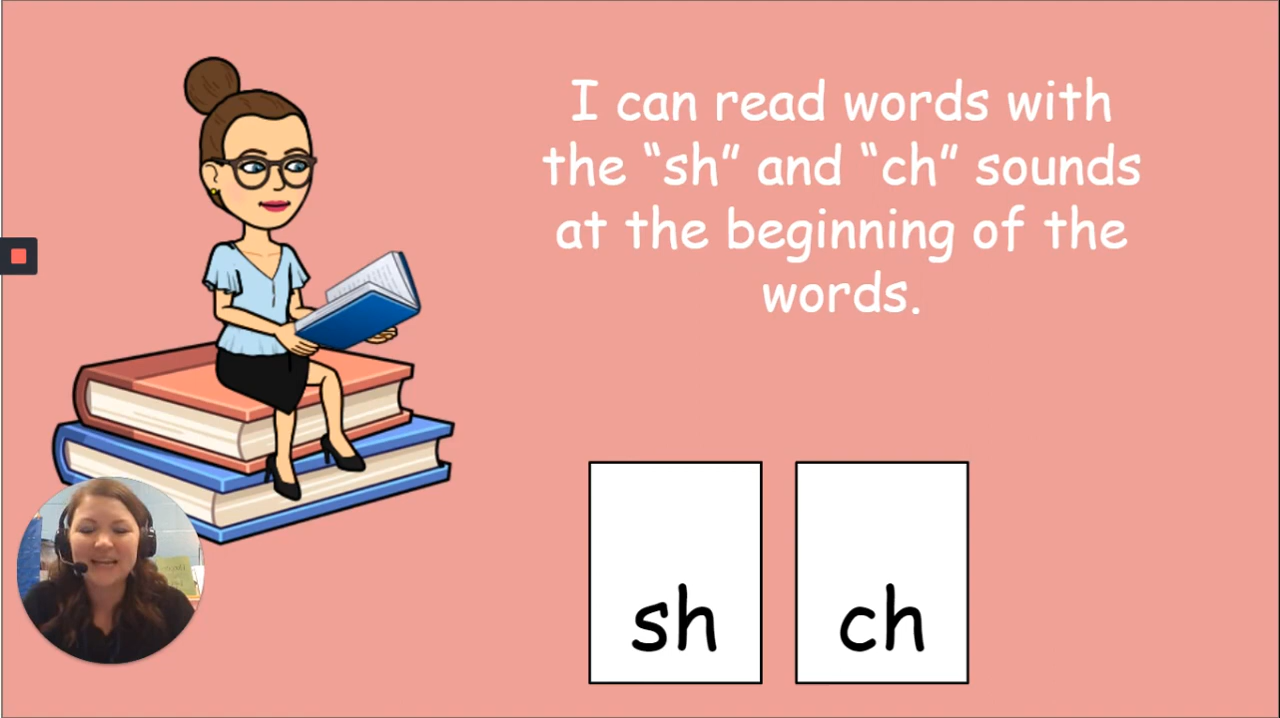 I can read words with
the “sh” and “ch” sounds
at the beginning of the
words.
sh ch